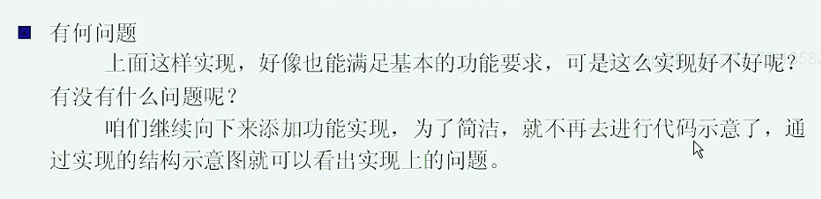 有何问题
上面这样实现，好像也能满足基本的功能要求，可是这么实现好不好呢？
有没有什么问题呢？
咱们继续向下来添加功能实现，为了简洁，就不再去进行代码示意了，通
过实现的结构示意图就可以看出实现上的问题。